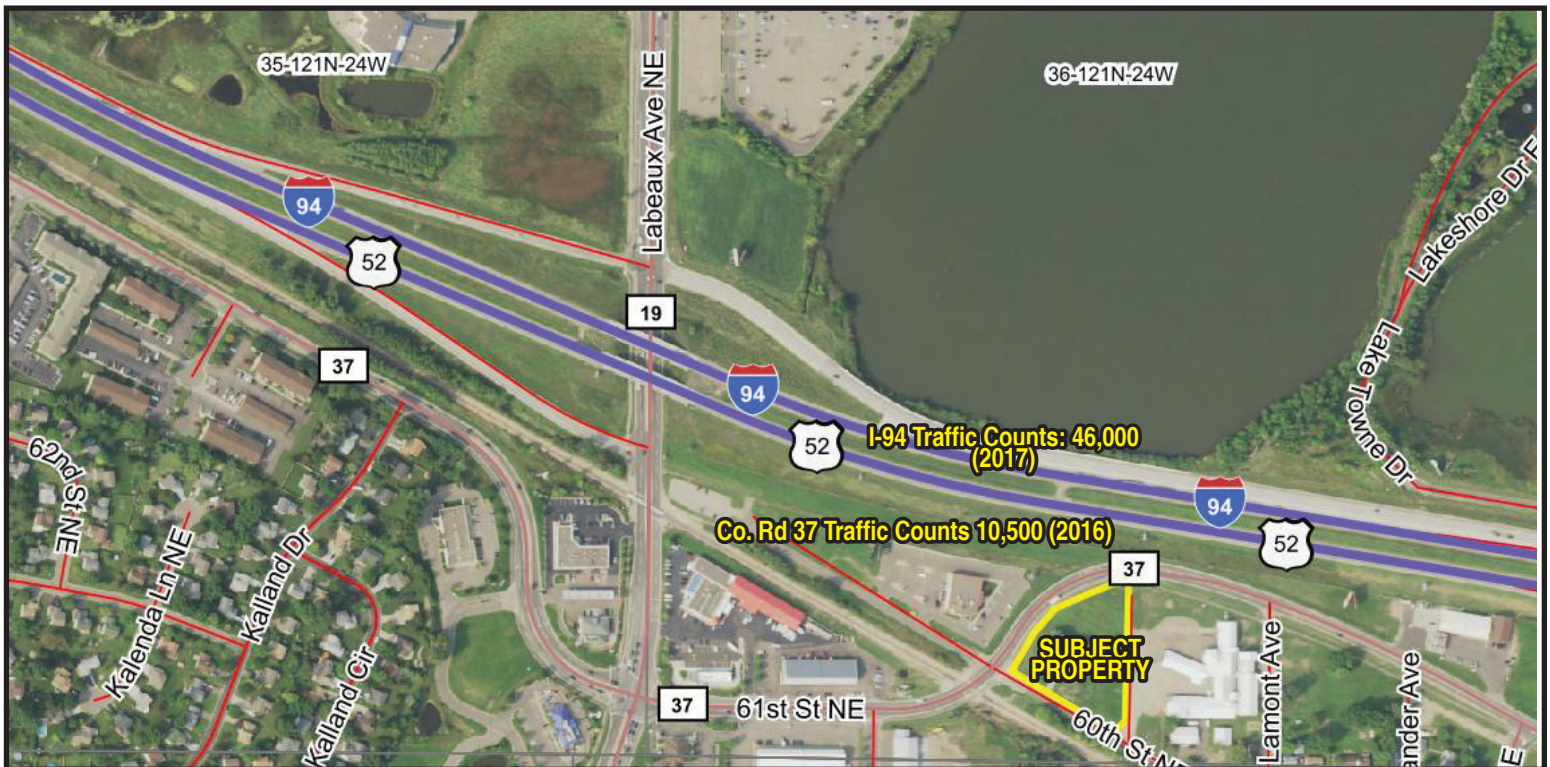 35-121N-24W
Labeaux Ave NE
36-121N-24W
Lakeshore Dr E
94
52
19
37
94
52
I-94 Traffic Counts: 46,000
(2017)
Lake Towne Dr
94
52
62nd St NE
Kalenda Ln NE
Kalland Dr
Kalland Cir
Co. Rd 37 Traffic Counts 10,500 (2016)
37
SUBJECT
PROPERTY
37
61st St NE
60th St NE
Lamont Ave
ander Ave
E